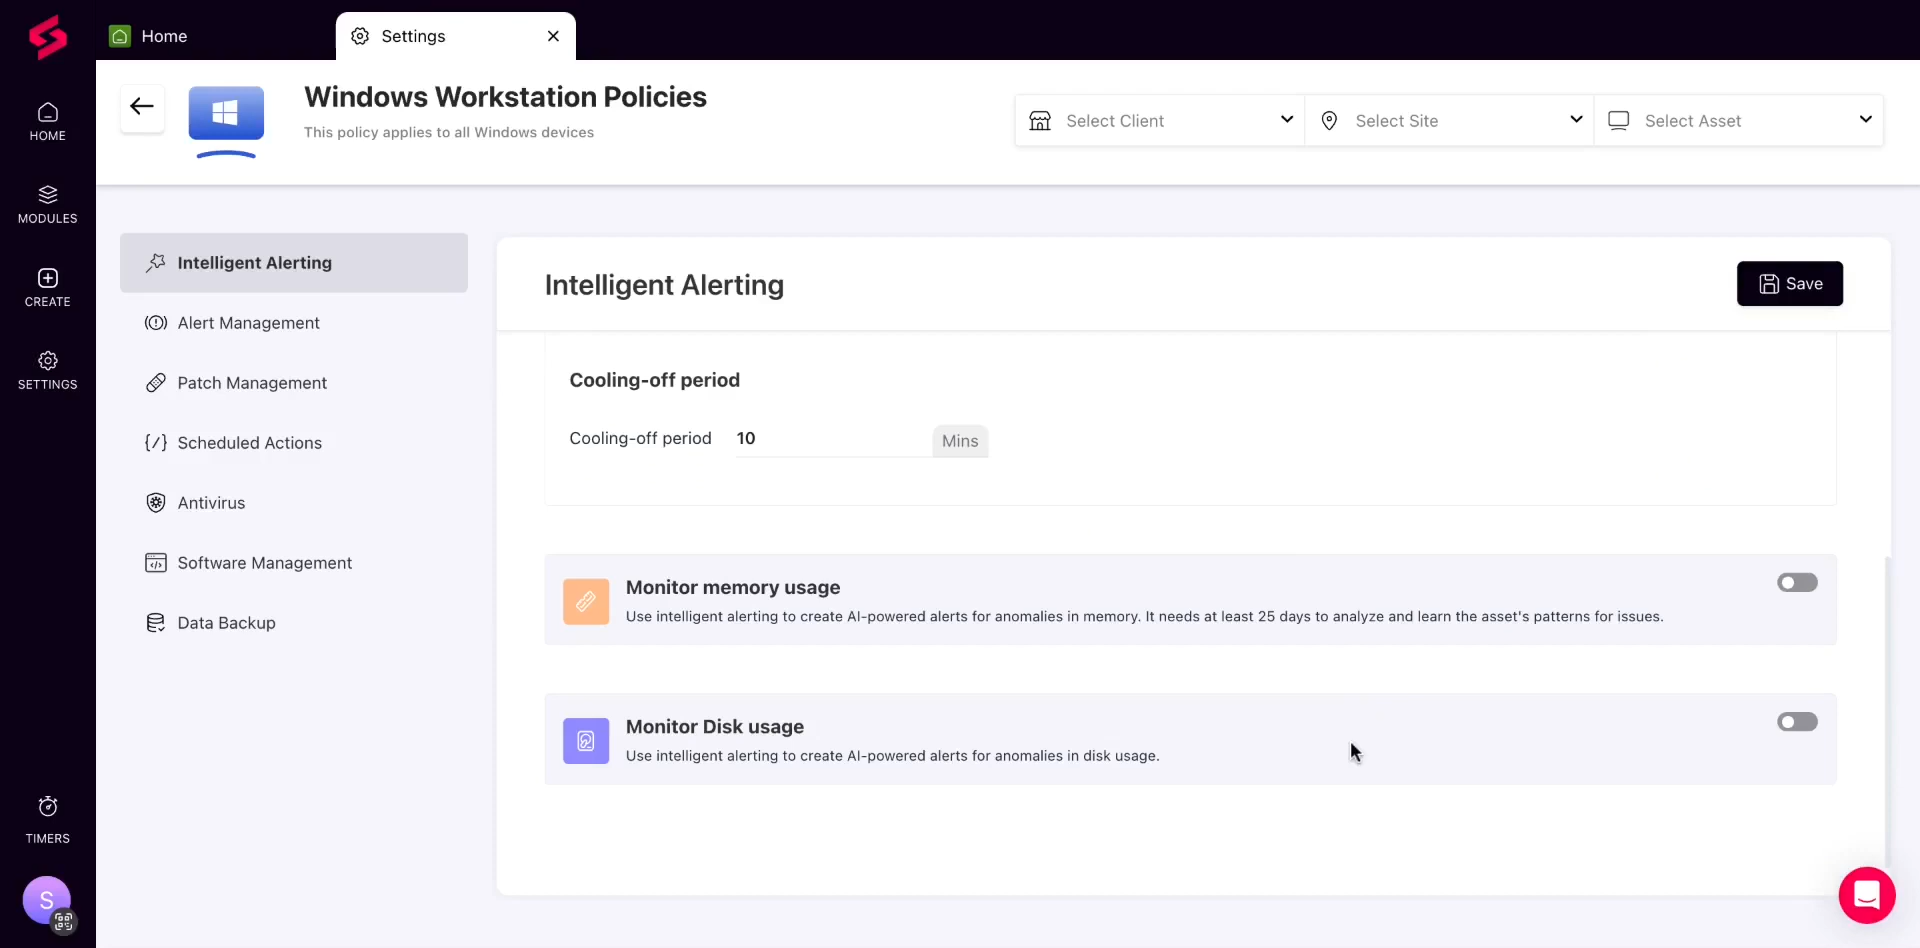 Home
Settings
HOME
MODULES
CREATE
SETTINGS
TIMERS
S
Windows Workstation Policies
This policy applies to all Windows devices
Select Client
Select Site
Select Asset
Intelligent Alerting
Alert Management
Patch Management
Scheduled Actions
Antivirus
Software Management
Data Backup
Intelligent Alerting
Save
Cooling-off period
Cooling-off period 10 Mins
Monitor memory usage
Use intelligent alerting to create AI-powered alerts for anomalies in memory. It needs at least 25 days to analyze and learn the asset's patterns for issues.
Monitor Disk usage
Use intelligent alerting to create AI-powered alerts for anomalies in disk usage.